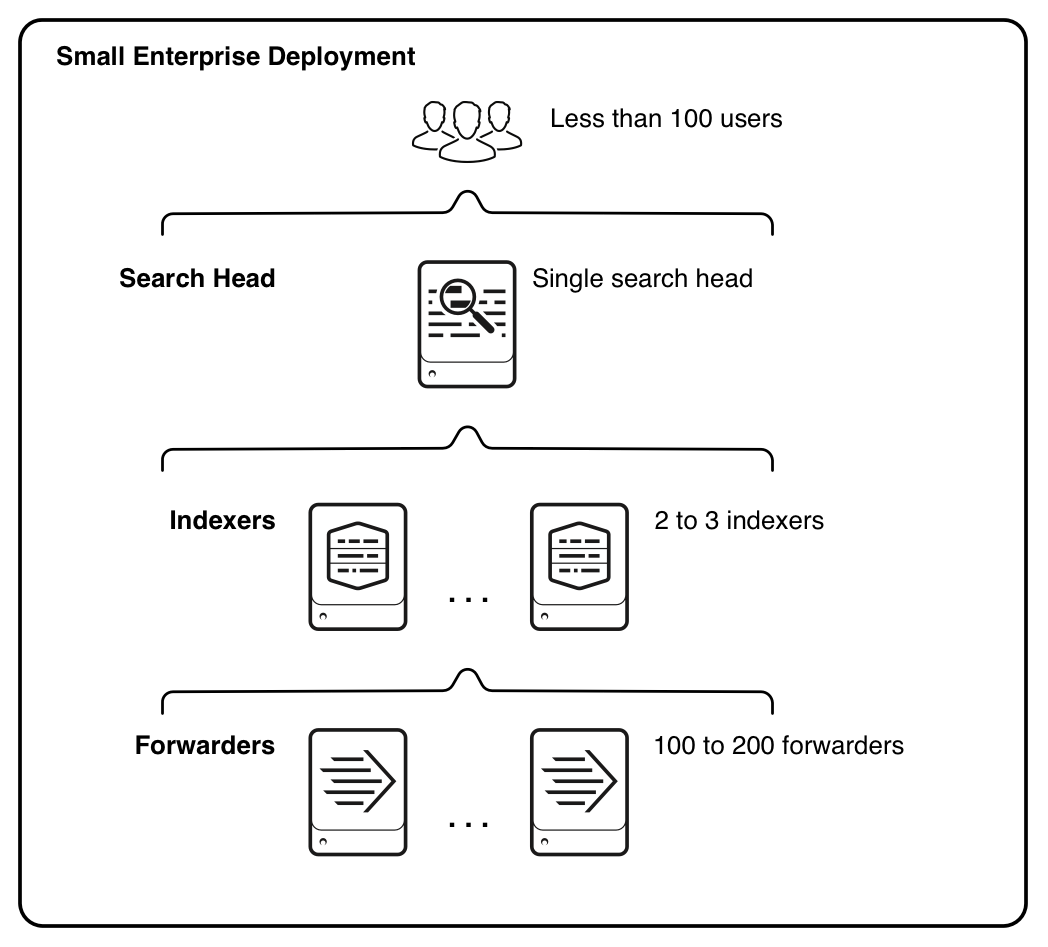 Small Enterprise Deployment
Less than 100 users
Search Head
Single search head
Indexers
2 to 3 indexers
. . .
Forwarders
100 to 200 forwarders
. . .